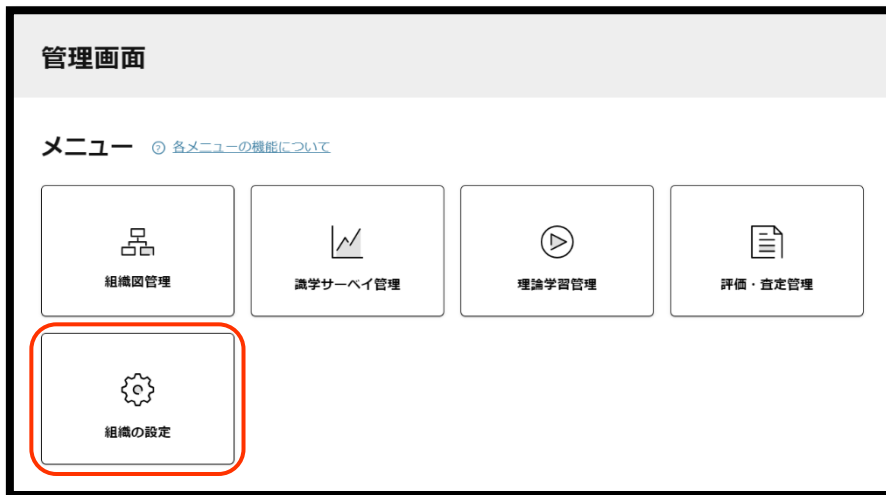 管理画面
メニュー ? 各メニューの機能について
組織図管理
識学サーベイ管理
理論学習管理
評価・査定管理
組織の設定